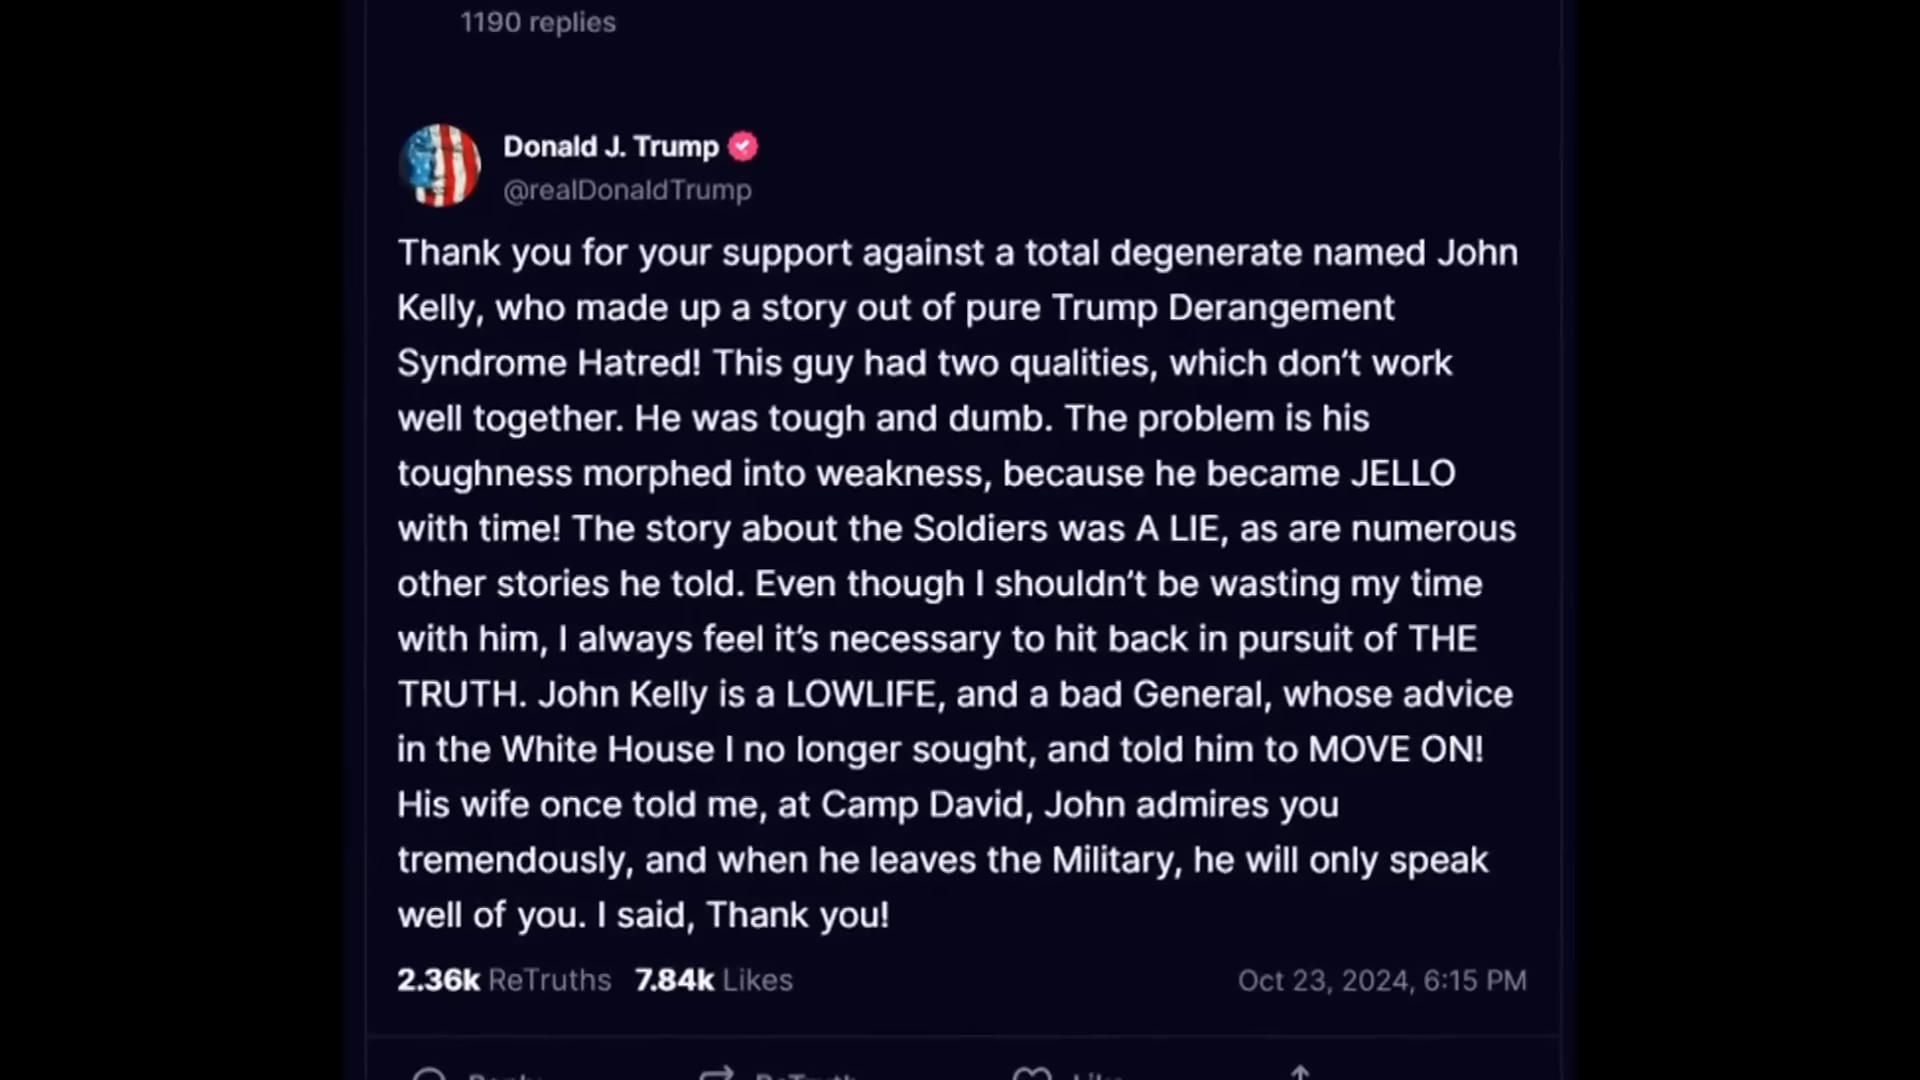 1190 replies
Donald J. Trump
@realDonaldTrump
Thank you for your support against a total degenerate named John
Kelly, who made up a story out of pure Trump Derangement
Syndrome Hatred! This guy had two qualities, which don’t work
well together. He was tough and dumb. The problem is his
toughness morphed into weakness, because he became JELLO
with time! The story about the Soldiers was A LIE, as are numerous
other stories he told. Even though I shouldn’t be wasting my time
with him, I always feel it’s necessary to hit back in pursuit of THE
TRUTH. John Kelly is a LOWLIFE, and a bad General, whose advice
in the White House I no longer sought, and told him to MOVE ON!
His wife once told me, at Camp David, John admires you
tremendously, and when he leaves the Military, he will only speak
well of you. I said, Thank you!
2.36k ReTruths 7.84k Likes Oct 23, 2024, 6:15 PM
Reply ReTruth Like